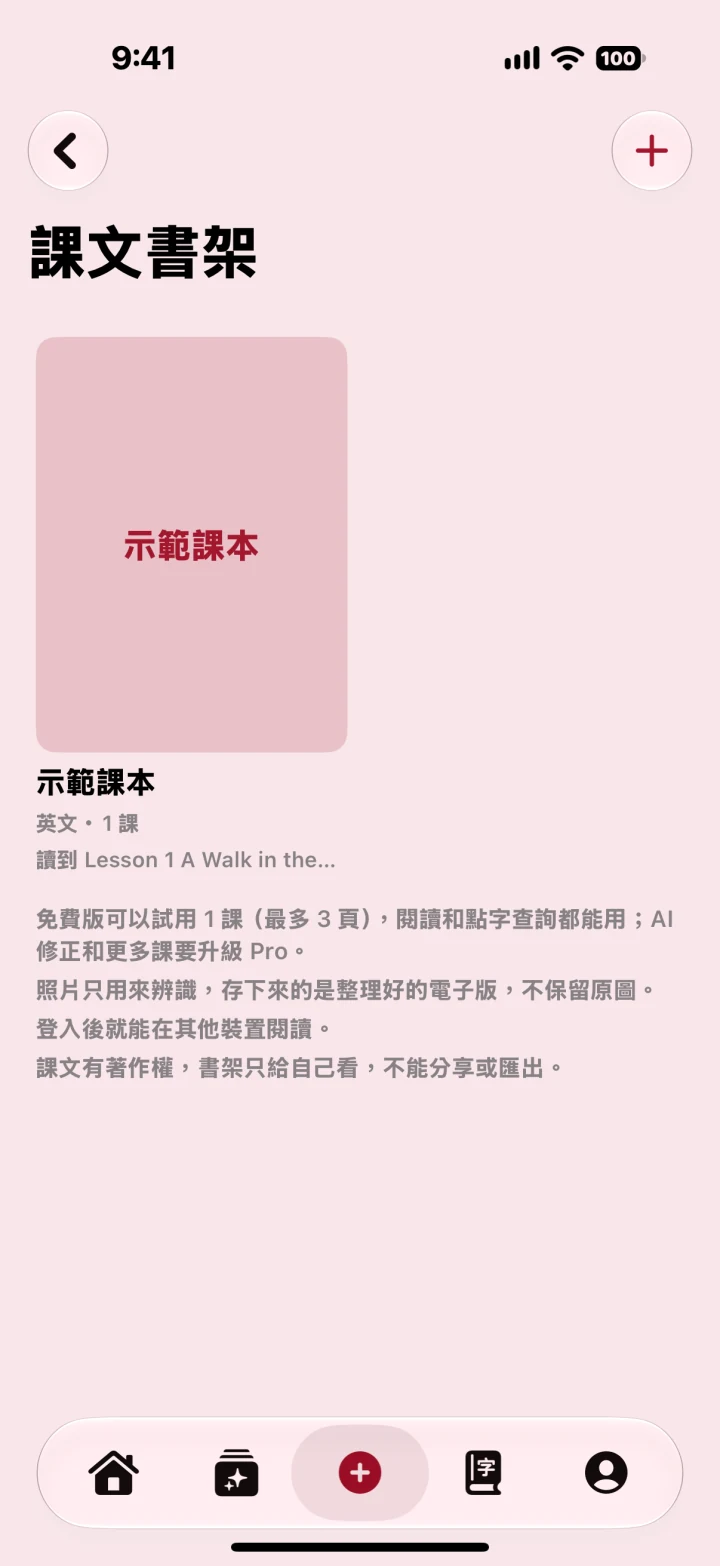 9:41
100
課文書架
示範課本
示範課本
英文・1 課
讀到 Lesson 1 A Walk in the...
免費版可以試用 1 課（最多 3 頁），閱讀和點字查詢都能用；AI
修正和更多課要升級 Pro。
照片只用來辨識，存下來的是整理好的電子版，不保留原圖。
登入後就能在其他裝置閱讀。
課文有著作權，書架只給自己看，不能分享或匯出。
字